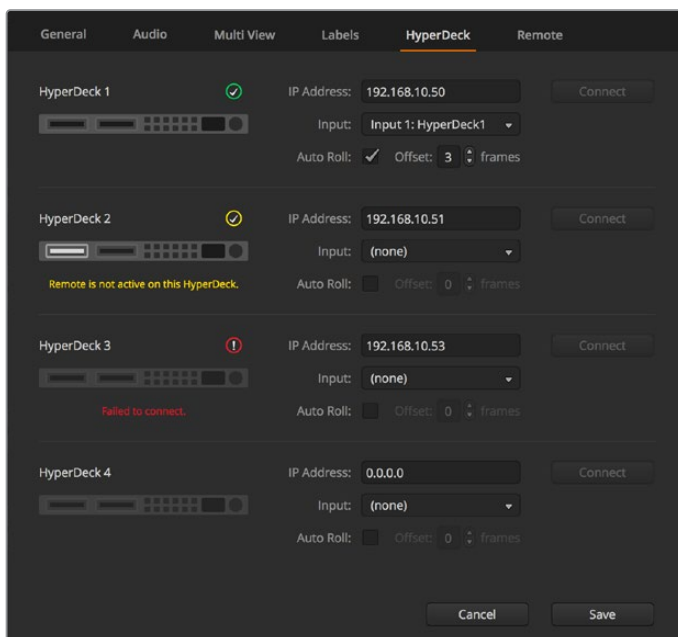 General Audio Multi View Labels HyperDeck Remote
HyperDeck 1 IP Address: 192.168.10.50 Connect
Input: Input 1: HyperDeck1
Auto Roll: Offset: 3 frames
HyperDeck 2 IP Address: 192.168.10.51 Connect
Input: (none)
Remote is not active on this HyperDeck. Auto Roll: Offset: 0 frames
HyperDeck 3 IP Address: 192.168.10.53 Connect
Input: (none)
Failed to connect. Auto Roll: Offset: 0 frames
HyperDeck 4 IP Address: 0.0.0.0 Connect
Input: (none)
Auto Roll: Offset: 0 frames
Cancel Save